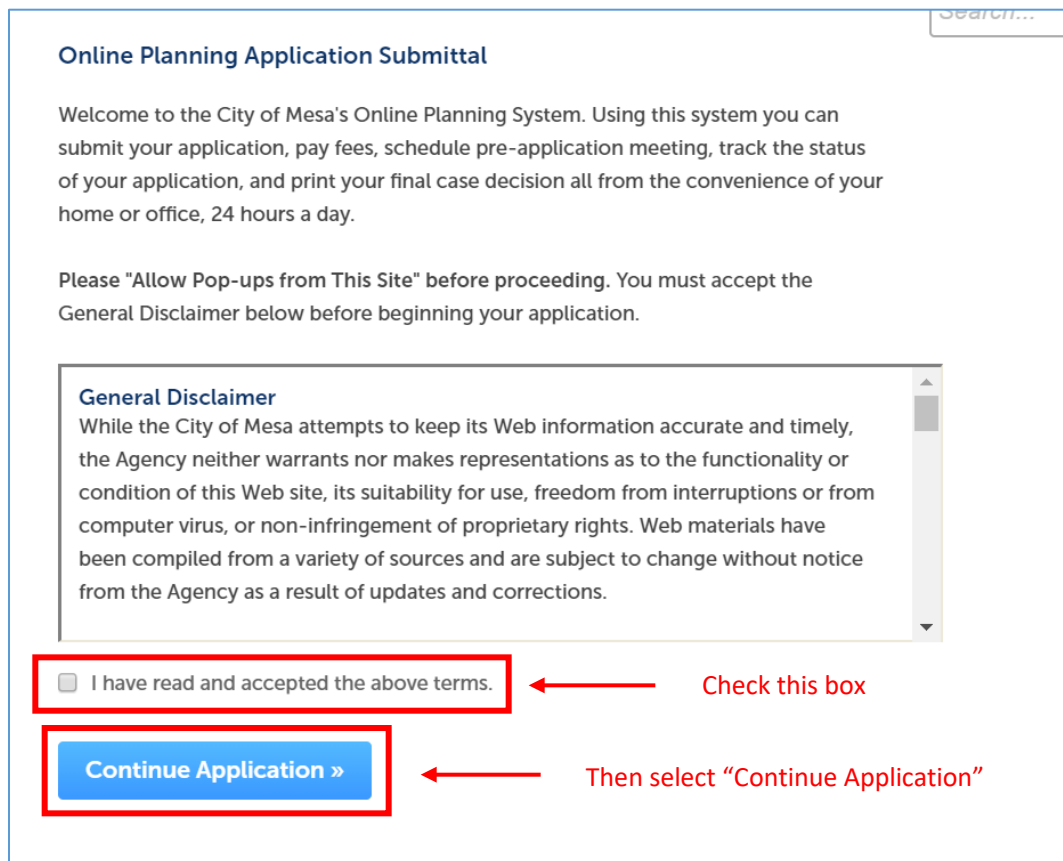 Search...
Online Planning Application Submittal
Welcome to the City of Mesa's Online Planning System. Using this system you can
submit your application, pay fees, schedule pre-application meeting, track the status
of your application, and print your final case decision all from the convenience of your
home or office, 24 hours a day.
Please "Allow Pop-ups from This Site" before proceeding. You must accept the
General Disclaimer below before beginning your application.
General Disclaimer
While the City of Mesa attempts to keep its Web information accurate and timely,
the Agency neither warrants nor makes representations as to the functionality or
condition of this Web site, its suitability for use, freedom from interruptions or from
computer virus, or non-infringement of proprietary rights. Web materials have
been compiled from a variety of sources and are subject to change without notice
from the Agency as a result of updates and corrections.
I have read and accepted the above terms. Check this box
Continue Application » Then select “Continue Application”